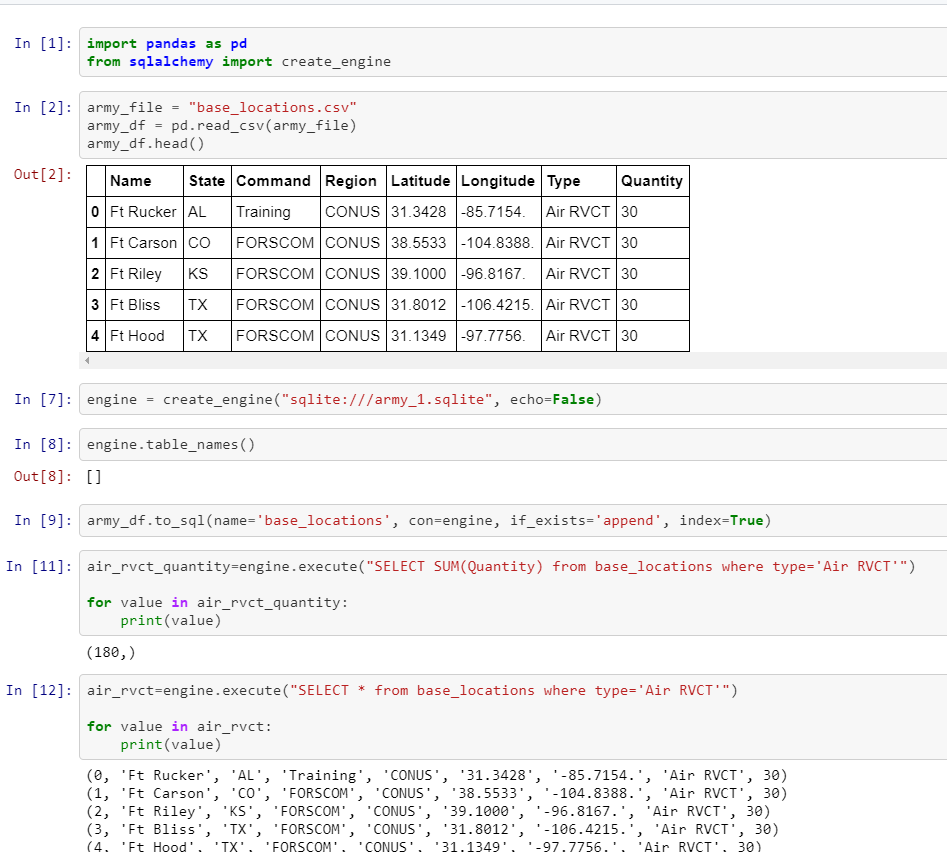 In [1]: import pandas as pd
from sqlalchemy import create_engine
In [2]: army_file = "base_locations.csv"
army_df = pd.read_csv(army_file)
army_df.head()
Out[2]: Name State Command Region Latitude Longitude Type Quantity
0 Ft Rucker AL Training CONUS 31.3428 -85.7154. Air RVCT 30
1 Ft Carson CO FORSCOM CONUS 38.5533 -104.8388. Air RVCT 30
2 Ft Riley KS FORSCOM CONUS 39.1000 -96.8167. Air RVCT 30
3 Ft Bliss TX FORSCOM CONUS 31.8012 -106.4215. Air RVCT 30
4 Ft Hood TX FORSCOM CONUS 31.1349 -97.7756. Air RVCT 30
In [7]: engine = create_engine("sqlite:///army_1.sqlite", echo=False)
In [8]: engine.table_names()
Out[8]: []
In [9]: army_df.to_sql(name='base_locations', con=engine, if_exists='append', index=True)
In [11]: air_rvct_quantity=engine.execute("SELECT SUM(Quantity) from base_locations where type='Air RVCT'")
for value in air_rvct_quantity:
print(value)
(180,)
In [12]: air_rvct=engine.execute("SELECT * from base_locations where type='Air RVCT'")
for value in air_rvct:
print(value)
(0, 'Ft Rucker', 'AL', 'Training', 'CONUS', '31.3428', '-85.7154.', 'Air RVCT', 30)
(1, 'Ft Carson', 'CO', 'FORSCOM', 'CONUS', '38.5533', '-104.8388.', 'Air RVCT', 30)
(2, 'Ft Riley', 'KS', 'FORSCOM', 'CONUS', '39.1000', '-96.8167.', 'Air RVCT', 30)
(3, 'Ft Bliss', 'TX', 'FORSCOM', 'CONUS', '31.8012', '-106.4215.', 'Air RVCT', 30)
(4, 'Ft Hood', 'TX', 'FORSCOM', 'CONUS', '31.1349', '-97.7756.', 'Air RVCT', 30)